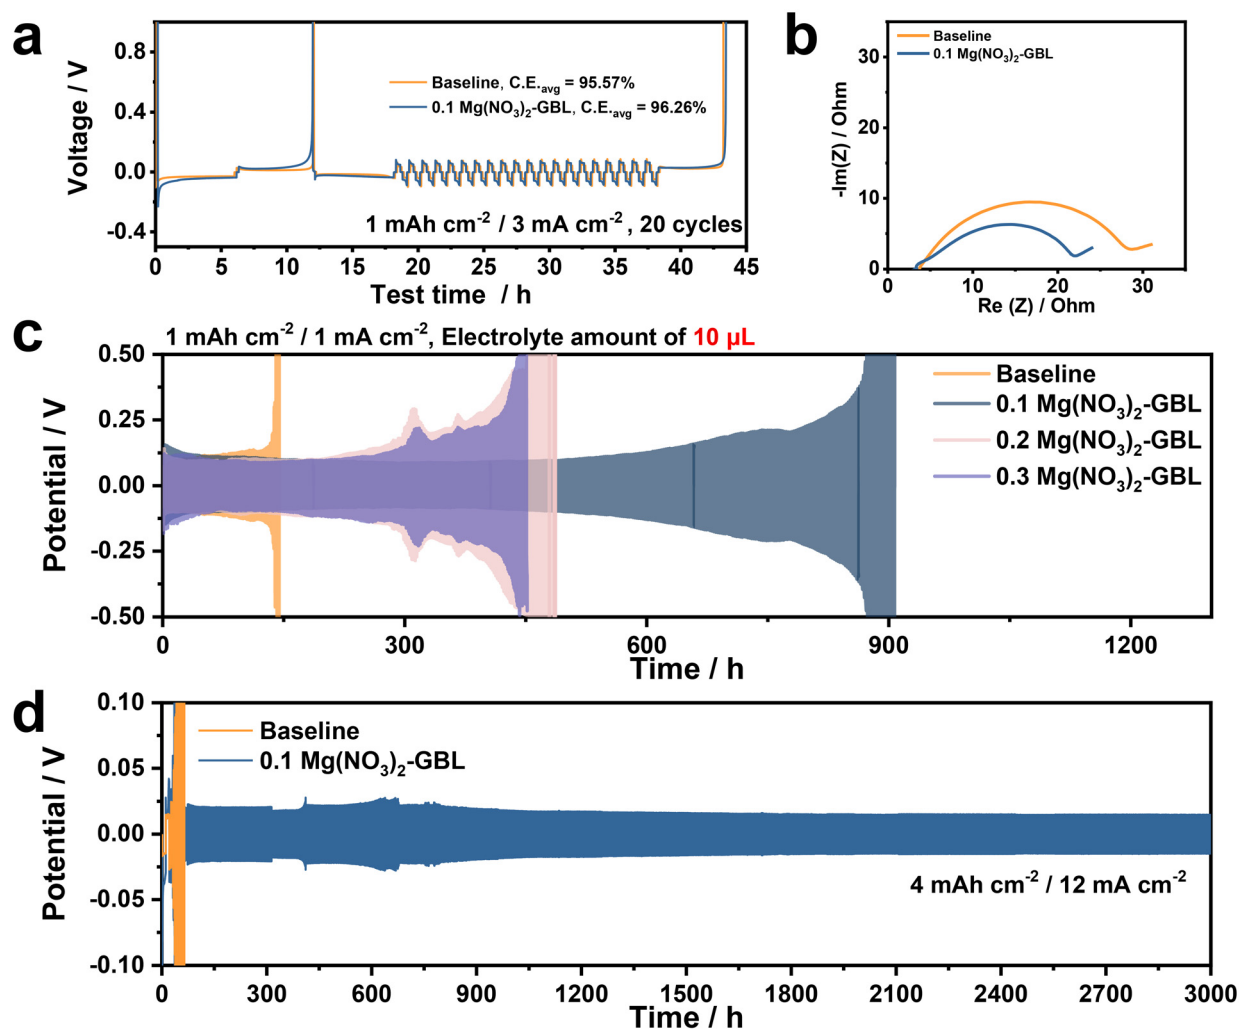 a
0.8
0.4
0.0
-0.4
Voltage / V
Baseline, C.E.avg = 95.57%
0.1 Mg(NO3)2-GBL, C.E.avg = 96.26%
1 mAh cm-2 / 3 mA cm-2 , 20 cycles
0 5 10 15 20 25 30 35 40 45
Test time / h
b
Baseline
0.1 Mg(NO3)2-GBL
30
20
10
0
-Im(Z) / Ohm
0 10 20 30
Re (Z) / Ohm
c
1 mAh cm-2 / 1 mA cm-2, Electrolyte amount of 10 μL
0.50
0.25
0.00
-0.25
-0.50
Potential / V
Baseline
0.1 Mg(NO3)2-GBL
0.2 Mg(NO3)2-GBL
0.3 Mg(NO3)2-GBL
0 300 600 900 1200
Time / h
d
0.10
0.05
0.00
-0.05
-0.10
Potential / V
Baseline
0.1 Mg(NO3)2-GBL
4 mAh cm-2 / 12 mA cm-2
0 300 600 900 1200 1500 1800 2100 2400 2700 3000
Time / h